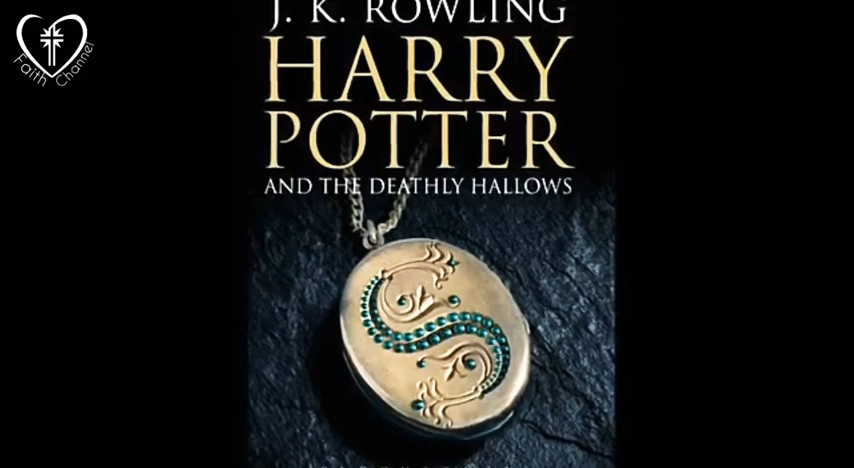 Faith Channel
J. K. ROWLING
HARRY
POTTER
AND THE DEATHLY HALLOWS